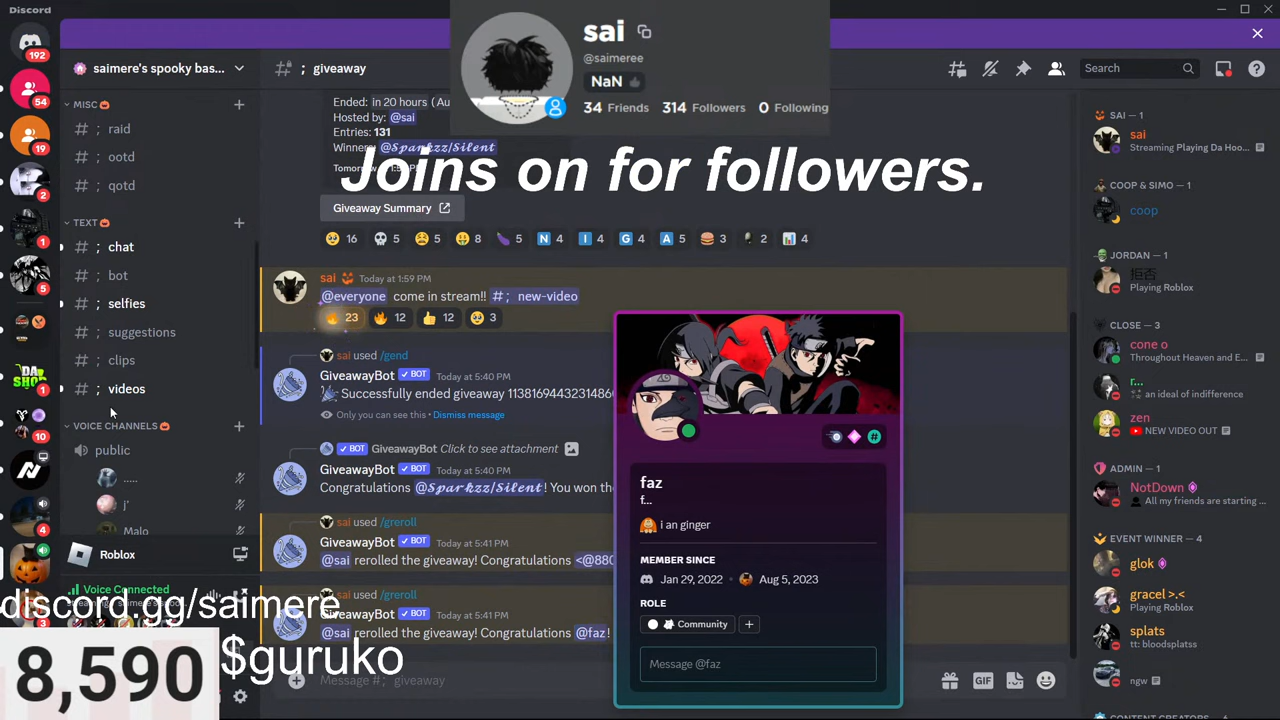 Discord
sai
@saimeree
NaN
34 Friends 314 Followers 0 Following
Joins on for followers.
192
54
19
2
1
5
1
10
4
saimere's spooky bas...
MISC
# ; raid
# ; ootd
# ; qotd
TEXT
# ; chat
# ; bot
# ; selfies
# ; suggestions
# ; clips
# ; videos
VOICE CHANNELS
public
.....
j'
Malo
Roblox
Voice Connected
discord.gg/saimere
8,590
$guruko
; giveaway
Search
Ended: in 20 hours (Au
Hosted by: @sai
Entries: 131
Winner: @𝓢𝓹𝓪𝓻𝓴𝔃𝔃/𝓢𝓲𝓵𝓮𝓷𝓽
Giveaway Summary
16 5 8 8 5 N 4 I 4 G 4 A 5 3 2 4
sai Today at 1:59 PM
@everyone come in stream!! # ; new-video
23 12 12 3
sai used /gend
GiveawayBot ✓ BOT Today at 5:40 PM
Successfully ended giveaway 11381694432314860
Only you can see this • Dismiss message
✓ BOT GiveawayBot Click to see attachment
GiveawayBot ✓ BOT Today at 5:40 PM
Congratulations @𝓢𝓹𝓪𝓻𝓴𝔃𝔃/𝓢𝓲𝓵𝓮𝓷𝓽! You won the
sai used /greroll
GiveawayBot ✓ BOT Today at 5:41 PM
@sai rerolled the giveaway! Congratulations <@880
sai used /greroll
GiveawayBot ✓ BOT Today at 5:41 PM
@sai rerolled the giveaway! Congratulations @faz!
Message # ; giveaway
GIF
faz
f...
i an ginger
MEMBER SINCE
Jan 29, 2022 • Aug 5, 2023
ROLE
Community +
Message @faz
SAI — 1
sai
Streaming Playing Da Hoo...
COOP & SIMO — 1
coop
JORDAN — 1
拒否
Playing Roblox
CLOSE — 3
cone o
Throughout Heaven and E...
r...
an ideal of indifference
zen
NEW VIDEO OUT
ADMIN — 1
NotDown
All my friends are starting ...
EVENT WINNER — 4
glok
gracel >.<
Playing Roblox
splats
tt: bloodsplatss
ngw
CONTENT CREATORS